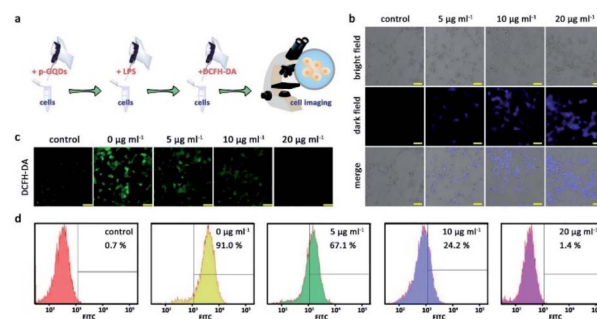 a
+ p-GQDs
+ LPS
+DCFH-DA
cells
cells
cells
cell imaging
b
control
5 µg ml⁻¹
10 µg ml⁻¹
20 µg ml⁻¹
bright field
dark field
merge
c
control
0 µg ml⁻¹
5 µg ml⁻¹
10 µg ml⁻¹
20 µg ml⁻¹
DCFH-DA
d
control
0.7 %
FITC
0 µg ml⁻¹
91.0 %
FITC
5 µg ml⁻¹
67.1 %
FITC
10 µg ml⁻¹
24.2 %
FITC
20 µg ml⁻¹
1.4 %
FITC